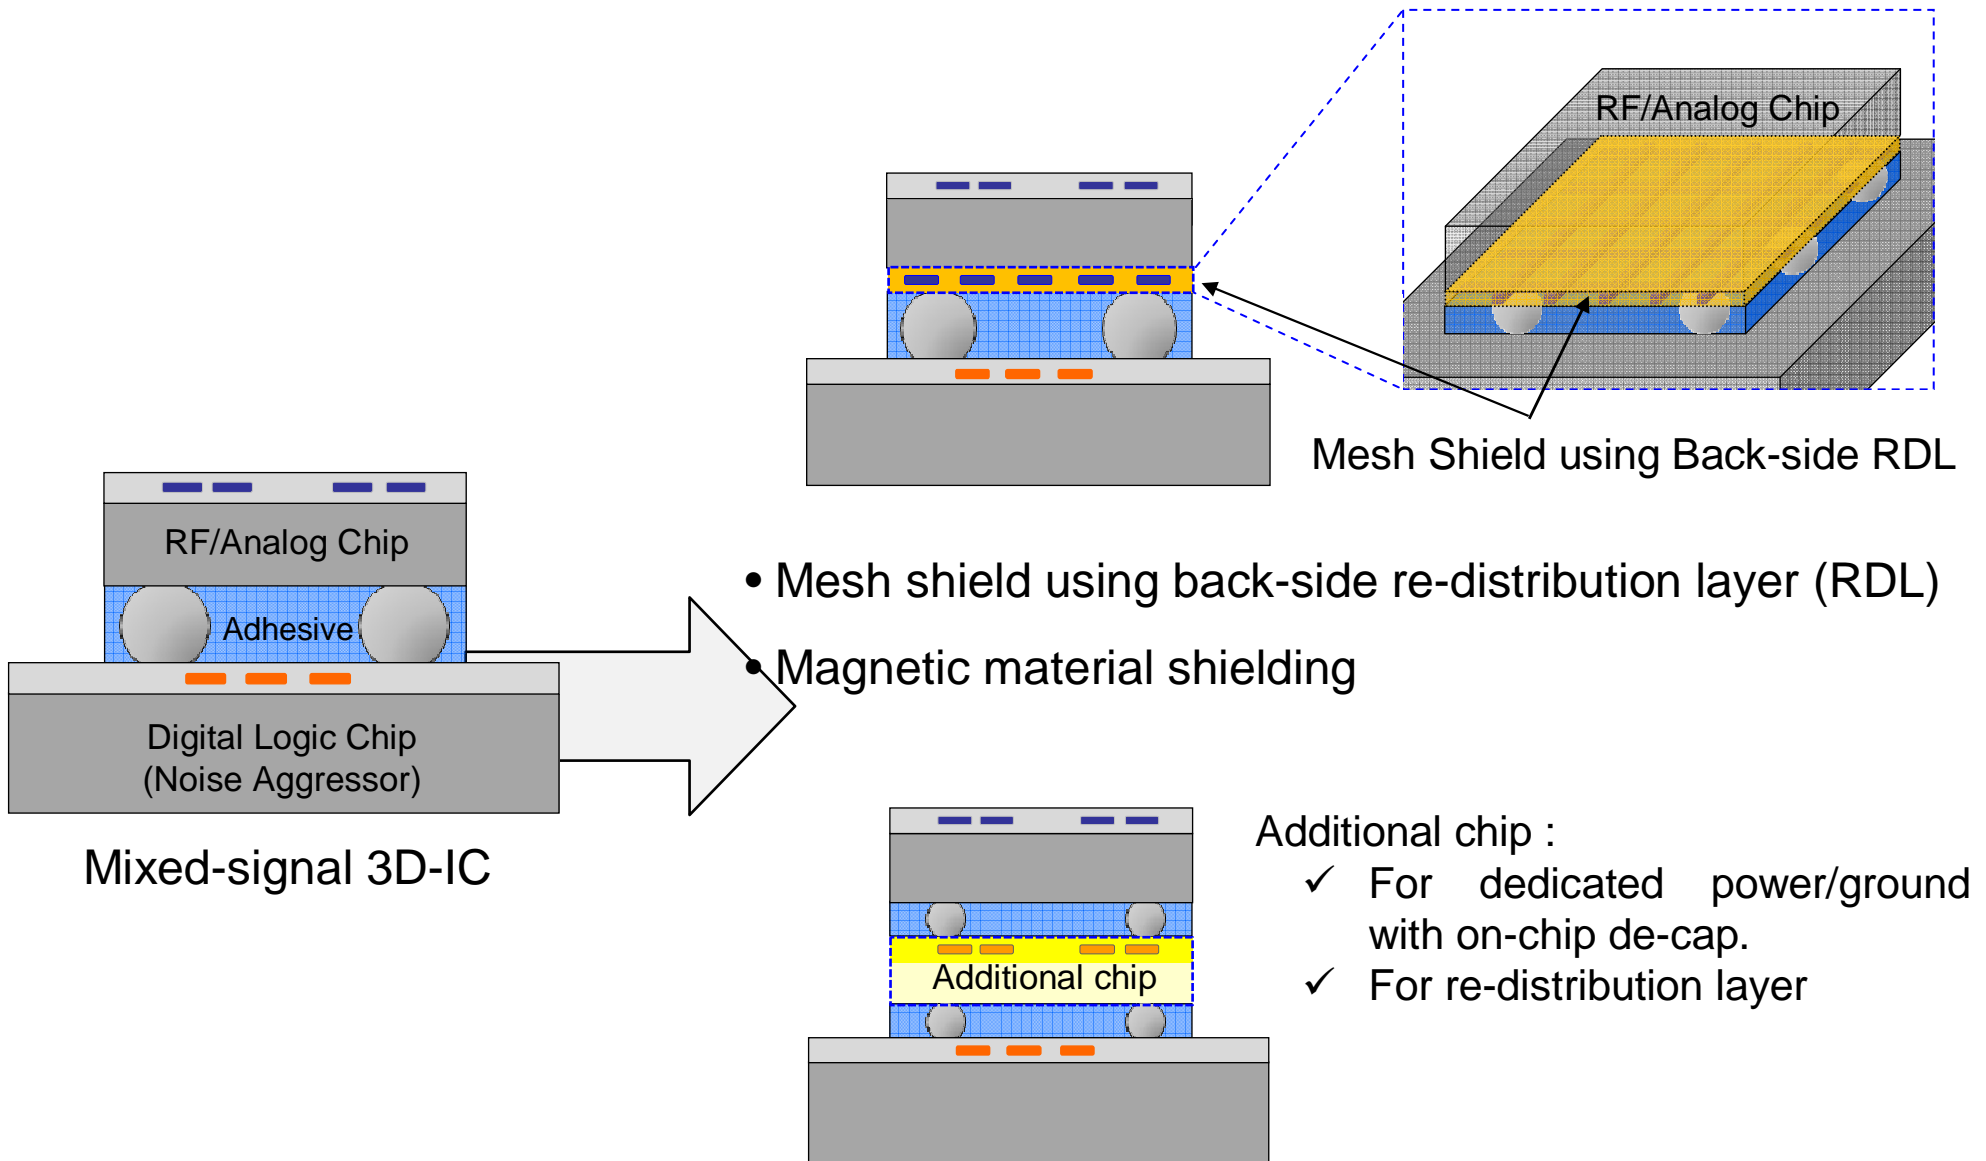 RF/Analog Chip
Mesh Shield using Back-side RDL
RF/Analog Chip
Adhesive
Digital Logic Chip
(Noise Aggressor)
Mixed-signal 3D-IC
• Mesh shield using back-side re-distribution layer (RDL)
• Magnetic material shielding
Additional chip
Additional chip :
✓ For dedicated power/ground
with on-chip de-cap.
✓ For re-distribution layer